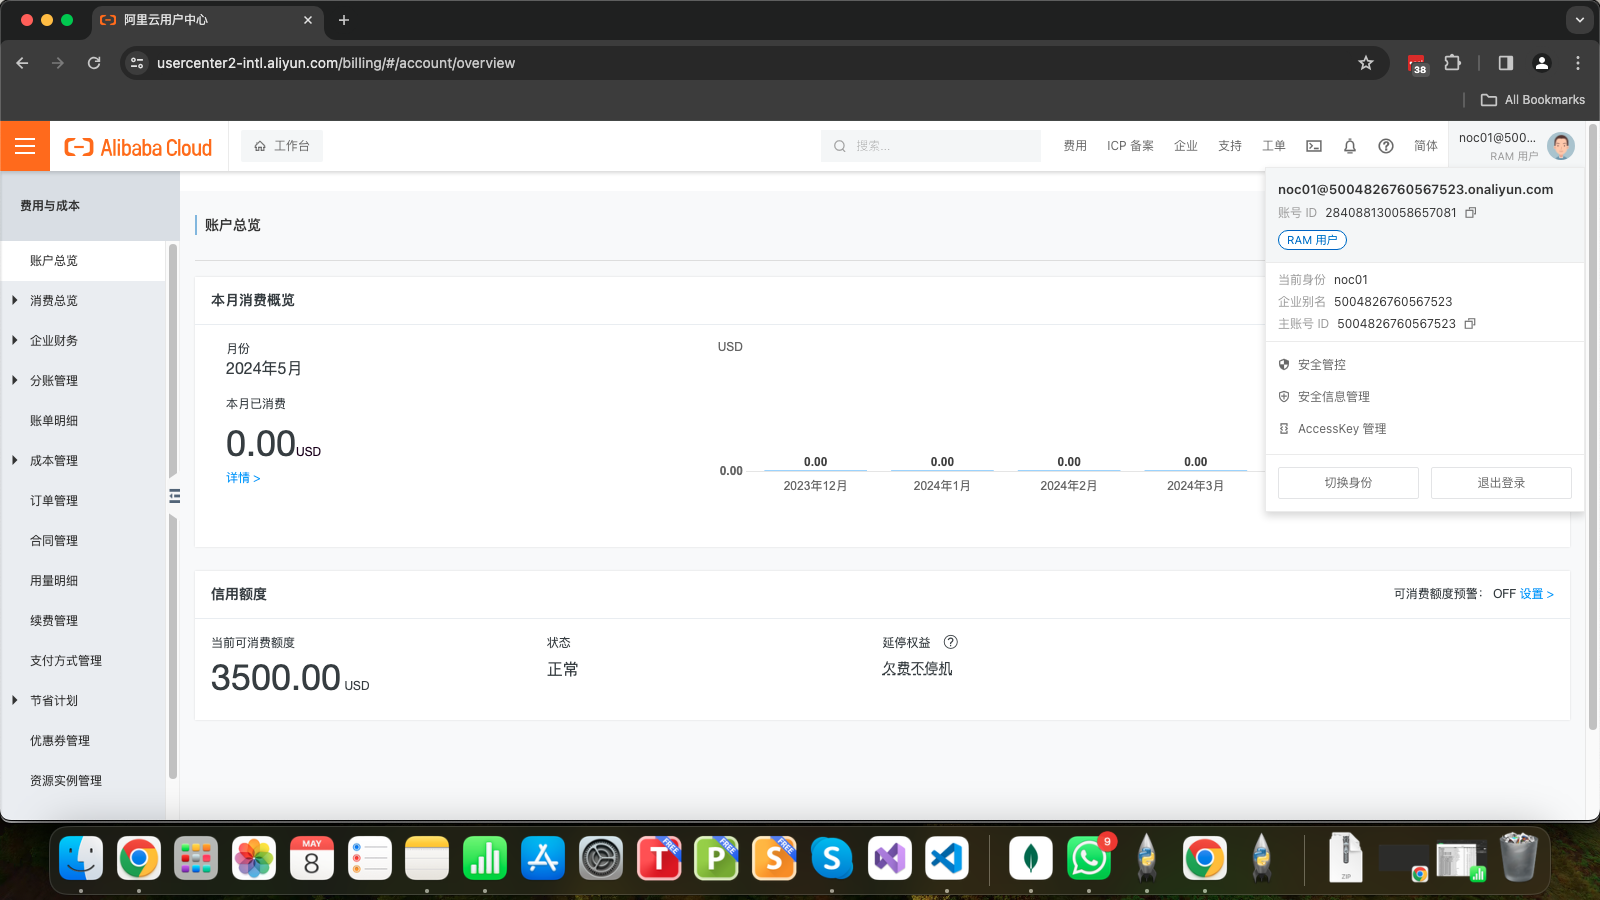 阿里云用户中心
usercenter2-intl.aliyun.com/billing/#/account/overview
38
All Bookmarks
Alibaba Cloud
工作台
搜索...
费用
ICP 备案
企业
支持
工单
简体
noc01@500...
RAM 用户
noc01@5004826760567523.onaliyun.com
账号 ID 284088130058657081
RAM 用户
当前身份 noc01
企业别名 5004826760567523
主账号 ID 5004826760567523
安全管控
安全信息管理
AccessKey 管理
切换身份
退出登录
费用与成本
账户总览
消费总览
企业财务
分账管理
账单明细
成本管理
订单管理
合同管理
用量明细
续费管理
支付方式管理
节省计划
优惠券管理
资源实例管理
账户总览
本月消费概览
月份
2024年5月
本月已消费
0.00USD
详情 >
USD
0.00
0.00 0.00 0.00 0.00
2023年12月 2024年1月 2024年2月 2024年3月
信用额度
可消费额度预警: OFF 设置 >
当前可消费额度
3500.00 USD
状态
正常
延停权益
欠费不停机
MAY
8
T FREE
P FREE
S FREE
S
9
ZIP